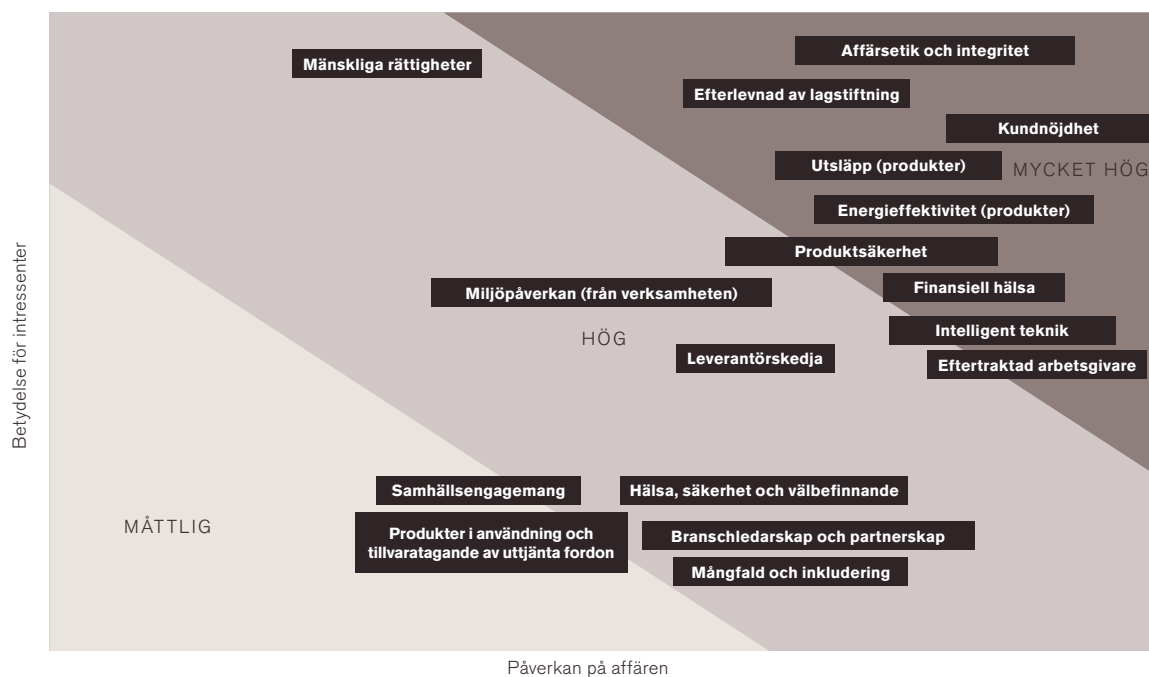 Affärsetik och integritet
Mänskliga rättigheter
Efterlevnad av lagstiftning
Kundnöjdhet
Utsläpp (produkter)
MYCKET HÖG
Energieffektivitet (produkter)
Produktsäkerhet
Finansiell hälsa
Miljöpåverkan (från verksamheten)
Intelligent teknik
HÖG
Leverantörskedja
Eftertraktad arbetsgivare
Betydelse för intressenter
Samhällsengagemang
Hälsa, säkerhet och välbefinnande
MÅTTLIG
Produkter i användning och
tillvaratagande av uttjänta fordon
Branschledarskap och partnerskap
Mångfald och inkludering
Påverkan på affären